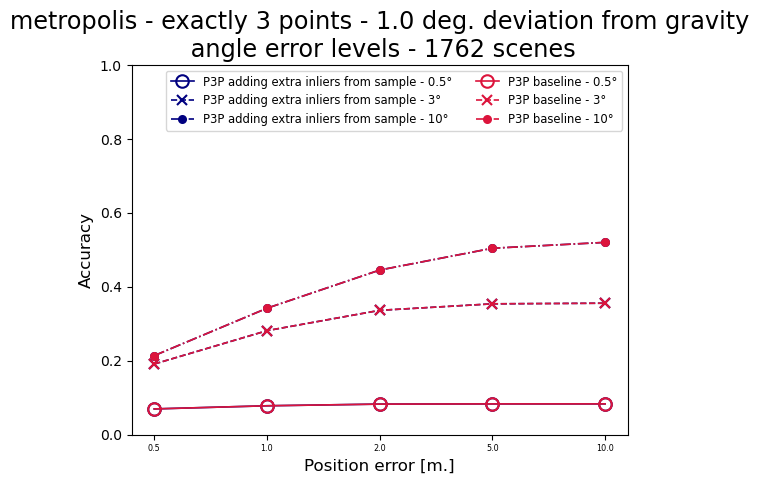 metropolis - exactly 3 points - 1.0 deg. deviation from gravity
angle error levels - 1762 scenes
P3P adding extra inliers from sample - 0.5°
P3P adding extra inliers from sample - 3°
P3P adding extra inliers from sample - 10°
P3P baseline - 0.5°
P3P baseline - 3°
P3P baseline - 10°
1.0
0.8
0.6
0.4
0.2
0.0
Accuracy
0.5 1.0 2.0 5.0 10.0
Position error [m.]